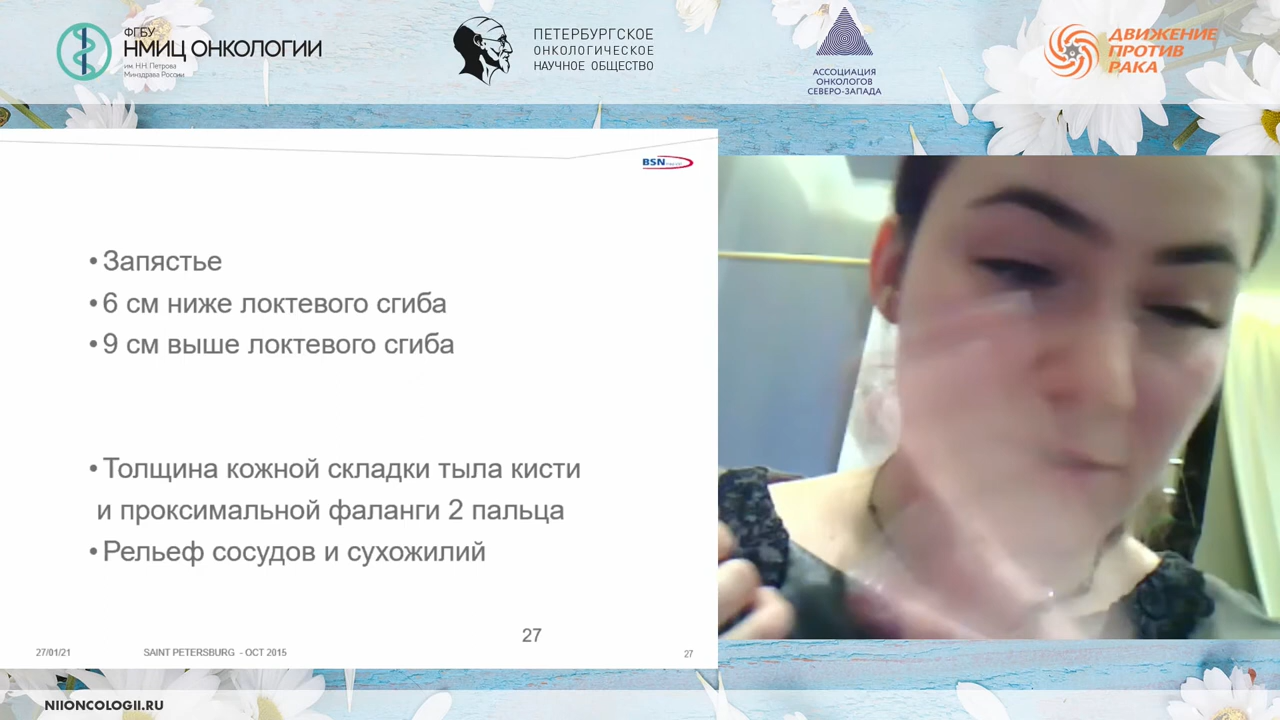 ФГБУ
НМИЦ ОНКОЛОГИИ
им. Н.Н. Петрова
Минздрава России
ПЕТЕРБУРГСКОЕ
ОНКОЛОГИЧЕСКОЕ
НАУЧНОЕ ОБЩЕСТВО
АССОЦИАЦИЯ
ОНКОЛОГОВ
СЕВЕРО-ЗАПАДА
ДВИЖЕНИЕ
ПРОТИВ
РАКА
BSN
• Запястье
• 6 см ниже локтевого сгиба
• 9 см выше локтевого сгиба
• Толщина кожной складки тыла кисти
и проксимальной фаланги 2 пальца
• Рельеф сосудов и сухожилий
27
27/01/21
SAINT PETERSBURG - OCT 2015
27
NIIONCOLOGII.RU